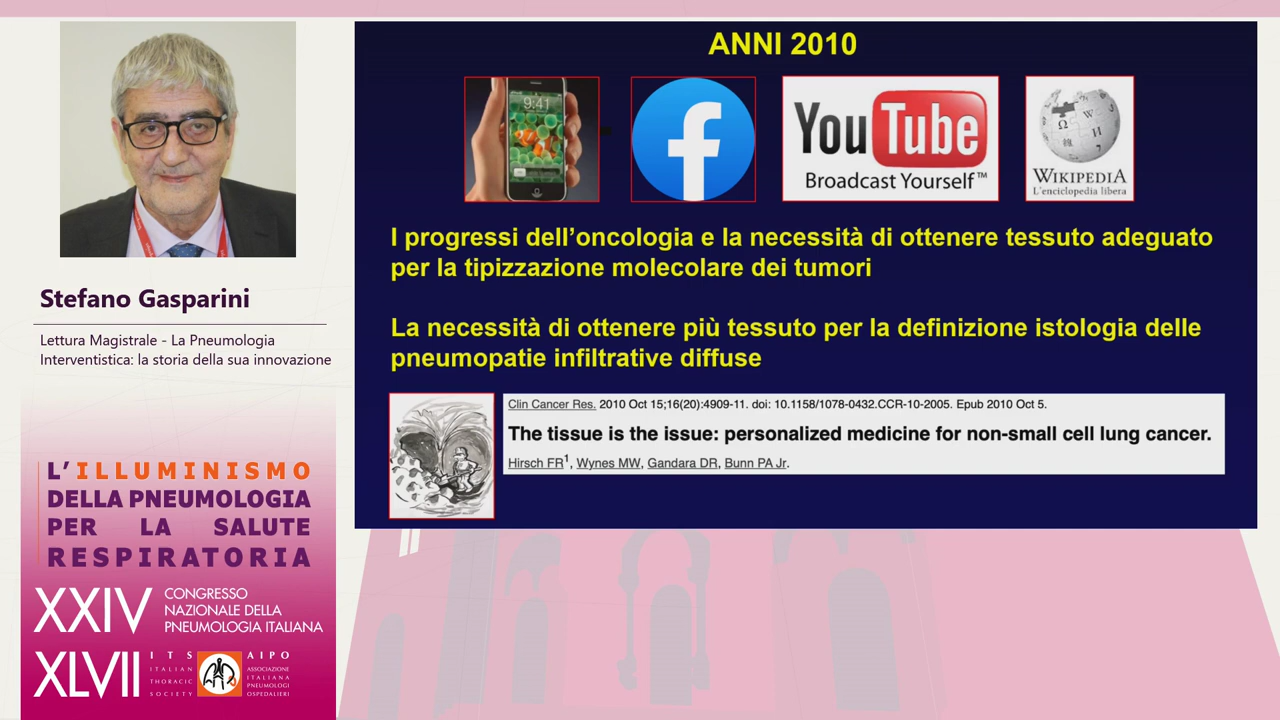 Stefano Gasparini
Lettura Magistrale - La Pneumologia
Interventistica: la storia della sua innovazione
L'ILLUMINISMO
DELLA PNEUMOLOGIA
PER LA SALUTE
RESPIRATORIA
XXIV CONGRESSO
NAZIONALE DELLA
PNEUMOLOGIA ITALIANA
XLVII
ITS
ITALIAN
THORACIC
SOCIETY
AIPO
ASSOCIAZIONE
ITALIANA
PNEUMOLOGI
OSPEDALIERI
ANNI 2010
9:41
f
YouTube
Broadcast Yourself™
Ω W И
WIKIPEDIA
L'enciclopedia libera
I progressi dell'oncologia e la necessità di ottenere tessuto adeguato
per la tipizzazione molecolare dei tumori
La necessità di ottenere più tessuto per la definizione istologia delle
pneumopatie infiltrative diffuse
Clin Cancer Res. 2010 Oct 15;16(20):4909-11. doi: 10.1158/1078-0432.CCR-10-2005. Epub 2010 Oct 5.
The tissue is the issue: personalized medicine for non-small cell lung cancer.
Hirsch FR1, Wynes MW, Gandara DR, Bunn PA Jr.